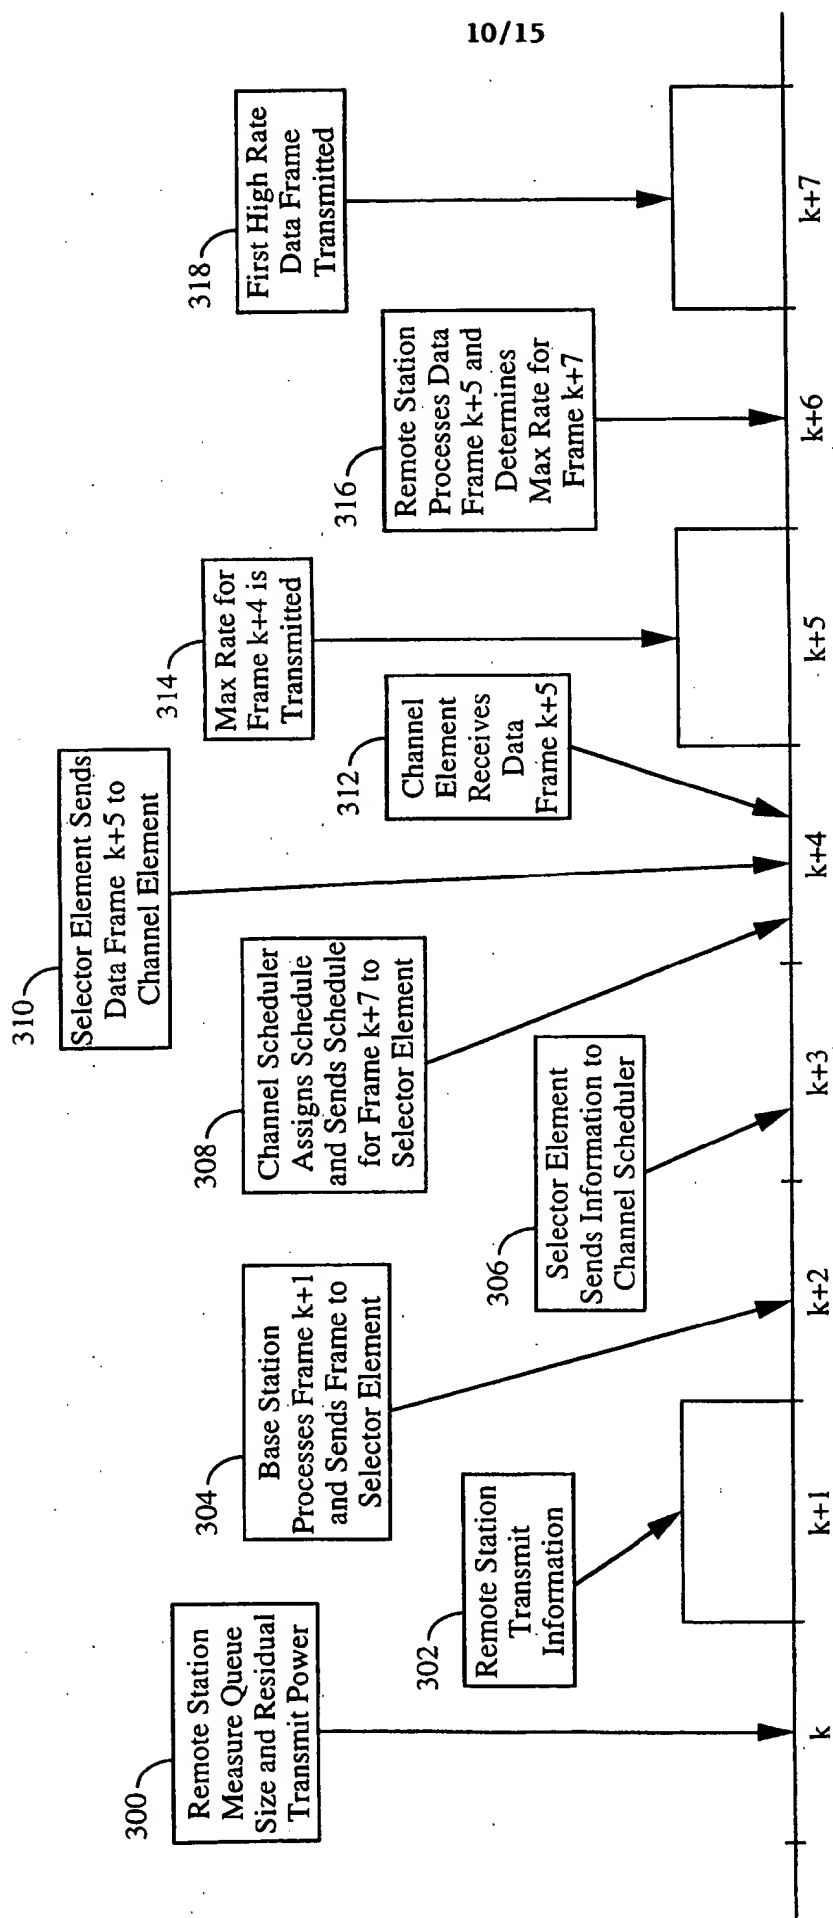 10/15
300
Remote Station
Measure Queue
Size and Residual
Transmit Power
302
Remote Station
Transmit
Information
304
Base Station
Processes Frame k+1
and Sends Frame to
Selector Element
306
Selector Element
Sends Information to
Channel Scheduler
308
Channel Scheduler
Assigns Schedule
and Sends Schedule
for Frame k+7 to
Selector Element
310
Selector Element Sends
Data Frame k+5 to
Channel Element
312
Channel
Element
Receives
Data
Frame k+5
314
Max Rate for
Frame k+4 is
Transmitted
316
Remote Station
Processes Data
Frame k+5 and
Determines
Max Rate for
Frame k+7
318
First High Rate
Data Frame
Transmitted
k
k+1
k+2
k+3
k+4
k+5
k+6
k+7